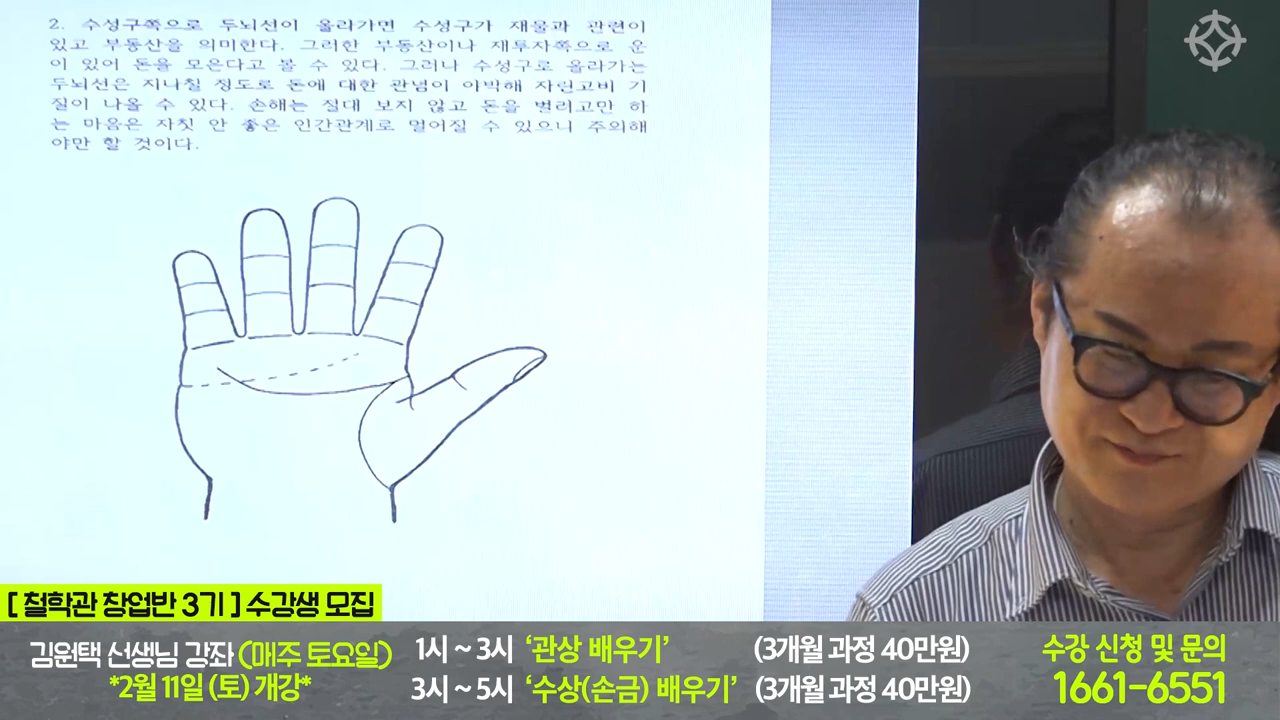 2. 수성구쪽으로 두뇌선이 올라가면 수성구가 재물과 관련이
있고 부동산을 의미한다. 그러한 부동산이나 재투자쪽으로 운
이 있어 돈을 모은다고 볼 수 있다. 그러나 수성구로 올라가는
두뇌선은 지나칠 정도로 돈에 대한 관념이 야박해 자린고비 기
질이 나올 수 있다. 손해는 절대 보지 않고 돈을 벌려고만 하
는 마음은 자칫 안 좋은 인간관계로 멀어질 수 있으니 주의해
야만 할 것이다.
[ 철학관 창업반 3기 ] 수강생 모집
김원택 선생님 강좌 (매주 토요일)
*2월 11일 (토) 개강*
1시 ~ 3시 ‘관상 배우기’ (3개월 과정 40만원)
3시 ~ 5시 ‘수상(손금) 배우기’ (3개월 과정 40만원)
수강 신청 및 문의
1661-6551